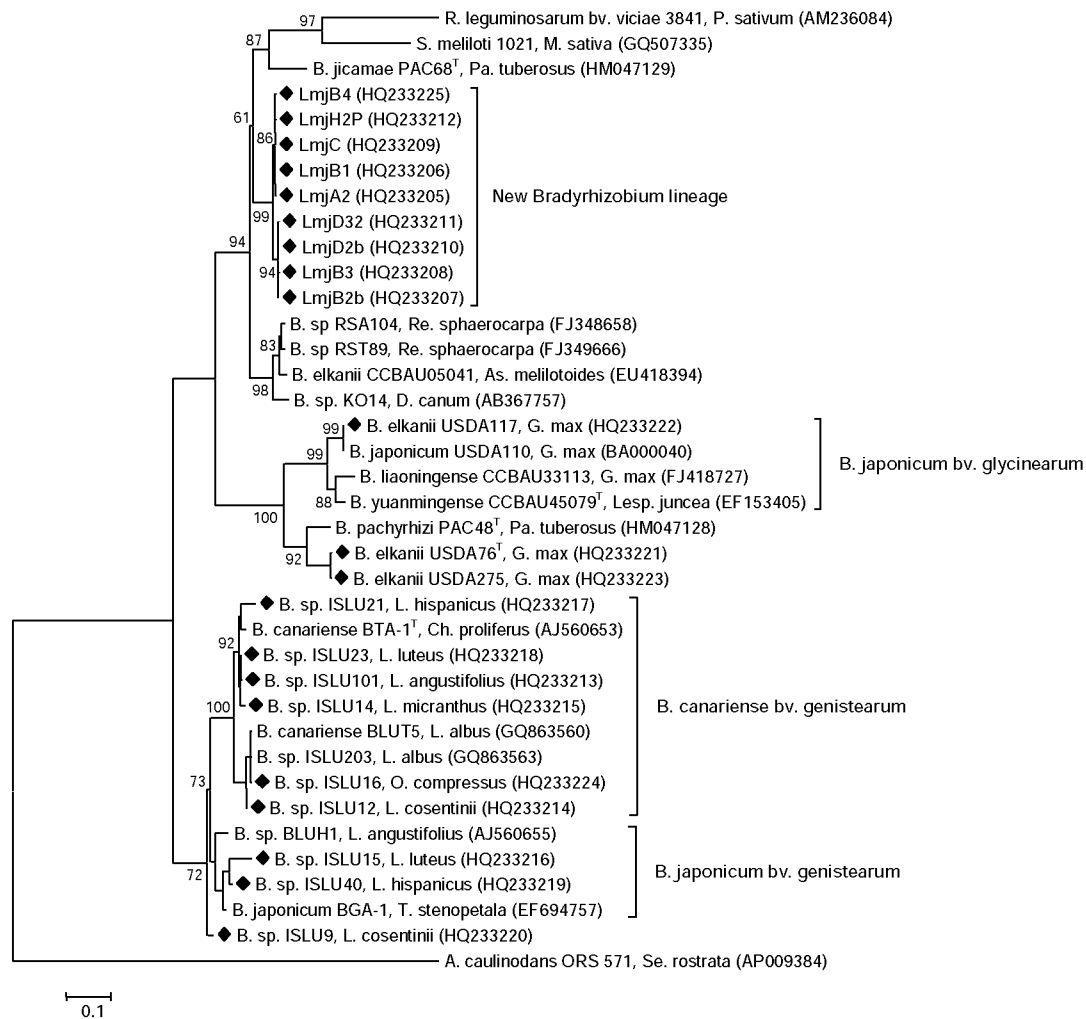 97
R. leguminosarum bv. viciae 3841, P. sativum (AM236084)
87
S. meliloti 1021, M. sativa (GQ507335)
B. jicamae PAC68T, Pa. tuberosus (HM047129)
LmjB4 (HQ233225)
61
LmjH2P (HQ233212)
86
LmjC (HQ233209)
LmjB1 (HQ233206)
LmjA2 (HQ233205)
New Bradyrhizobium lineage
99
LmjD32 (HQ233211)
94
LmjD2b (HQ233210)
94
LmjB3 (HQ233208)
LmjB2b (HQ233207)
B. sp RSA104, Re. sphaerocarpa (FJ348658)
83
B. sp RST89, Re. sphaerocarpa (FJ349666)
B. elkanii CCBAU05041, As. melilotoides (EU418394)
98
B. sp. KO14, D. canum (AB367757)
99
B. elkanii USDA117, G. max (HQ233222)
99
B. japonicum USDA110, G. max (BA000040)
B. japonicum bv. glycinearum
B. liaoningense CCBAU33113, G. max (FJ418727)
88
B. yuanmingense CCBAU45079T, Lesp. juncea (EF153405)
100
B. pachyrhizi PAC48T, Pa. tuberosus (HM047128)
92
B. elkanii USDA76T, G. max (HQ233221)
B. elkanii USDA275, G. max (HQ233223)
B. sp. ISLU21, L. hispanicus (HQ233217)
B. canariense BTA-1T, Ch. proliferus (AJ560653)
92
B. sp. ISLU23, L. luteus (HQ233218)
B. sp. ISLU101, L. angustifolius (HQ233213)
100
B. sp. ISLU14, L. micranthus (HQ233215)
B. canariense bv. genistearum
B. canariense BLUT5, L. albus (GQ863560)
B. sp. ISLU203, L. albus (GQ863563)
73
B. sp. ISLU16, O. compressus (HQ233224)
B. sp. ISLU12, L. cosentinii (HQ233214)
B. sp. BLUH1, L. angustifolius (AJ560655)
B. sp. ISLU15, L. luteus (HQ233216)
B. japonicum bv. genistearum
72
B. sp. ISLU40, L. hispanicus (HQ233219)
B. japonicum BGA-1, T. stenopetala (EF694757)
B. sp. ISLU9, L. cosentinii (HQ233220)
A. caulinodans ORS 571, Se. rostrata (AP009384)
0.1